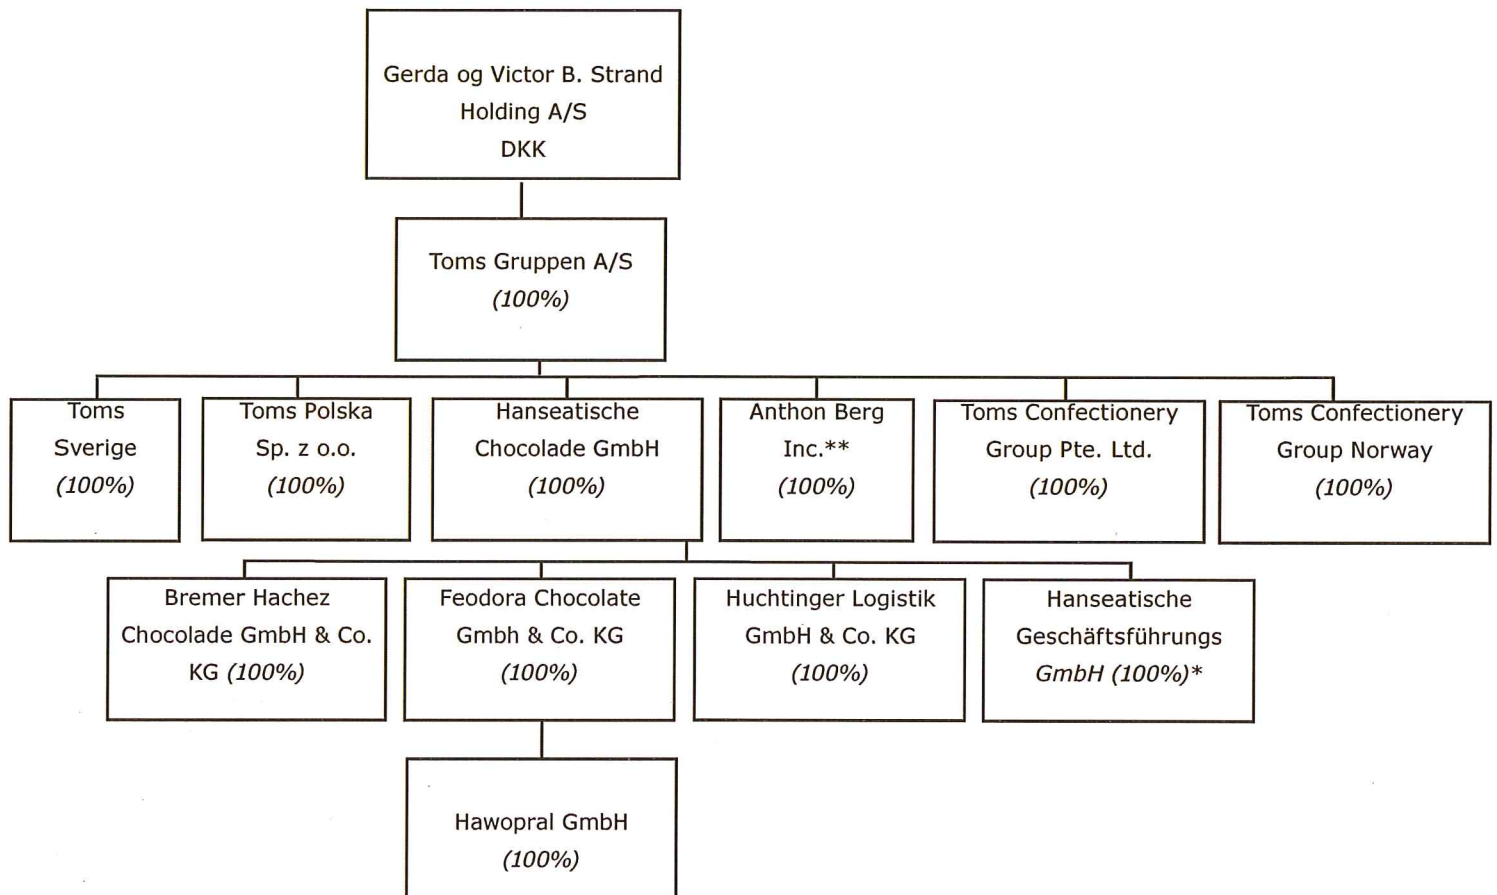 Gerda og Victor B. Strand
Holding A/S
DKK
Toms Gruppen A/S
(100%)
Toms
Sverige
(100%)
Toms Polska
Sp. z o.o.
(100%)
Hanseatische
Chocolade GmbH
(100%)
Anthon Berg
Inc.**
(100%)
Toms Confectionery
Group Pte. Ltd.
(100%)
Toms Confectionery
Group Norway
(100%)
Bremer Hachez
Chocolade GmbH & Co.
KG (100%)
Feodora Chocolate
Gmbh & Co. KG
(100%)
Huchtinger Logistik
GmbH & Co. KG
(100%)
Hanseatische
Geschäftsführungs
GmbH (100%)*
Hawopral GmbH
(100%)